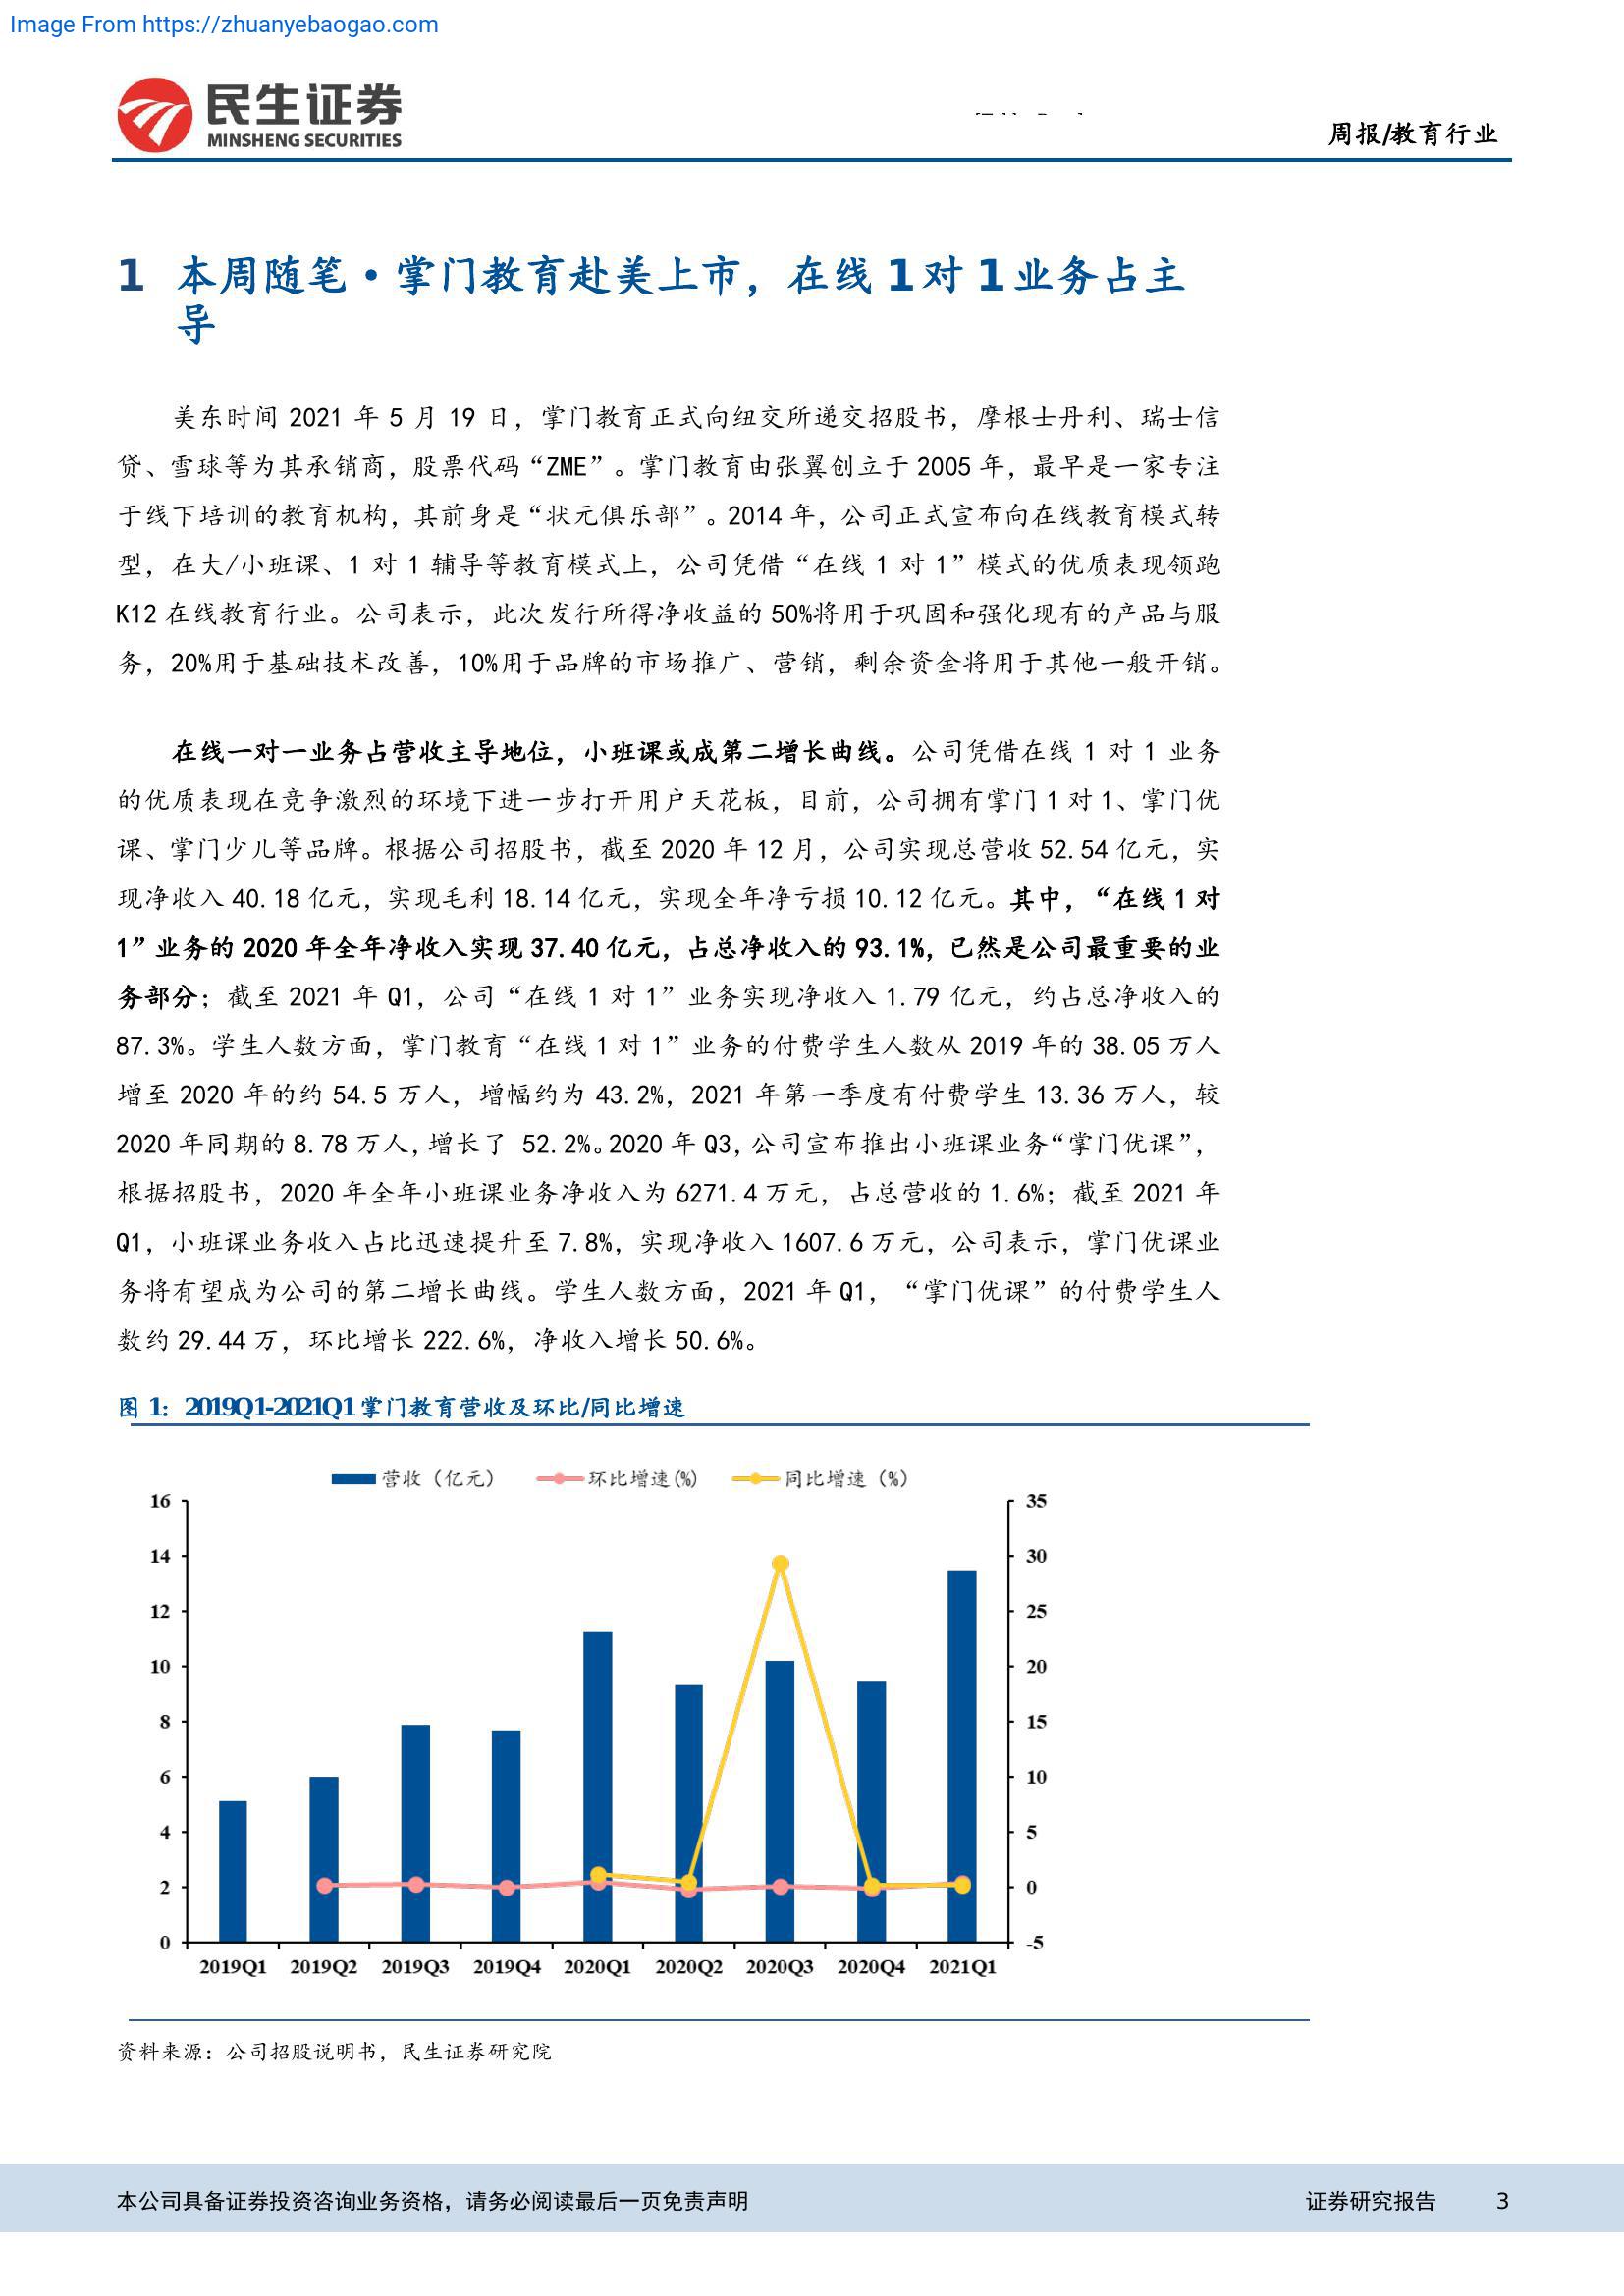 Image From https://zhuanyebaogao.com
民生证券
MINSHENG SECURITIES
周报/教育行业
1 本周随笔·掌门教育赴美上市，在线 1对 1业务占主
导
美东时间 2021 年 5 月 19 日，掌门教育正式向纽交所递交招股书，摩根士丹利、瑞士信
贷、雪球等为其承销商，股票代码“ZME”。掌门教育由张翼创立于 2005 年，最早是一家专注
于线下培训的教育机构，其前身是“状元俱乐部”。2014 年，公司正式宣布向在线教育模式转
型，在大/小班课、1 对 1 辅导等教育模式上，公司凭借“在线 1 对 1”模式的优质表现领跑
K12 在线教育行业。公司表示，此次发行所得净收益的 50%将用于巩固和强化现有的产品与服
务，20%用于基础技术改善，10%用于品牌的市场推广、营销，剩余资金将用于其他一般开销。
在线一对一业务占营收主导地位，小班课或成第二增长曲线。公司凭借在线 1 对 1 业务
的优质表现在竞争激烈的环境下进一步打开用户天花板，目前，公司拥有掌门 1 对 1、掌门优
课、掌门少儿等品牌。根据公司招股书，截至 2020 年 12 月，公司实现总营收 52.54 亿元，实
现净收入 40.18 亿元，实现毛利 18.14 亿元，实现全年净亏损 10.12 亿元。其中，“在线 1 对
1”业务的 2020 年全年净收入实现 37.40 亿元，占总净收入的 93.1%，已然是公司最重要的业
务部分；截至 2021 年 Q1，公司“在线 1 对 1”业务实现净收入 1.79 亿元，约占总净收入的
87.3%。学生人数方面，掌门教育“在线 1 对 1”业务的付费学生人数从 2019 年的 38.05 万人
增至 2020 年的约 54.5 万人，增幅约为 43.2%，2021 年第一季度有付费学生 13.36 万人，较
2020 年同期的 8.78 万人，增长了 52.2%。2020 年 Q3，公司宣布推出小班课业务“掌门优课”，
根据招股书，2020 年全年小班课业务净收入为 6271.4 万元，占总营收的 1.6%；截至 2021 年
Q1，小班课业务收入占比迅速提升至 7.8%，实现净收入 1607.6 万元，公司表示，掌门优课业
务将有望成为公司的第二增长曲线。学生人数方面，2021 年 Q1，“掌门优课”的付费学生人
数约 29.44 万，环比增长 222.6%，净收入增长 50.6%。
图 1：2019Q1-2021Q1 掌门教育营收及环比/同比增速
营收（亿元） 环比增速(%) 同比增速（%）
16 35
14 30
12 25
10 20
8 15
6 10
4 5
2 0
0 -5
2019Q1 2019Q2 2019Q3 2019Q4 2020Q1 2020Q2 2020Q3 2020Q4 2021Q1
资料来源：公司招股说明书，民生证券研究院
本公司具备证券投资咨询业务资格，请务必阅读最后一页免责声明 证券研究报告 3